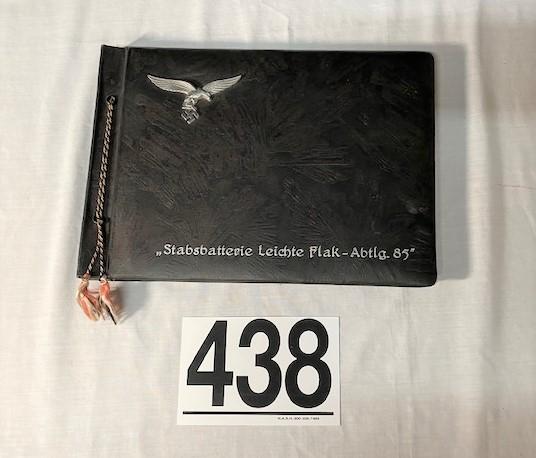 „Stabsbatterie Leichte Flak-Abtlg. 85"
438